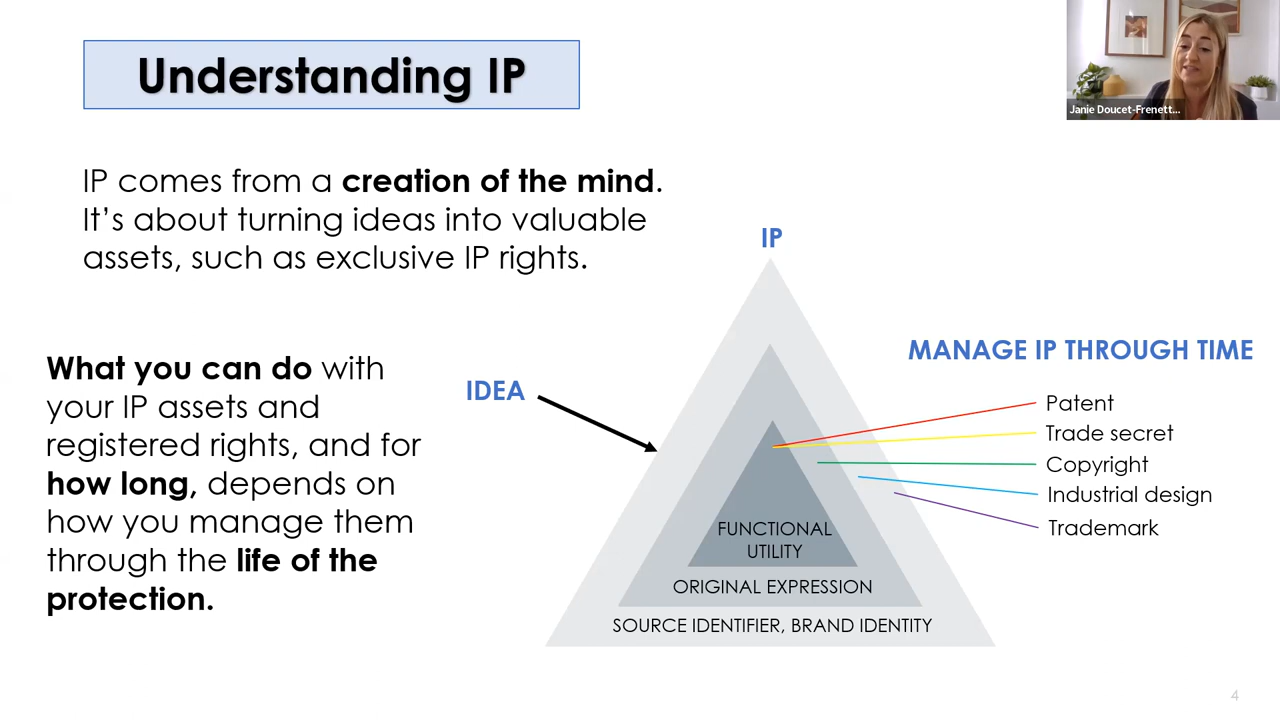 Understanding IP
Janie Doucet-Frenett...
IP comes from a creation of the mind.
It’s about turning ideas into valuable
assets, such as exclusive IP rights.
What you can do with
your IP assets and
registered rights, and for
how long, depends on
how you manage them
through the life of the
protection.
IP
IDEA
MANAGE IP THROUGH TIME
Patent
Trade secret
Copyright
Industrial design
Trademark
FUNCTIONAL
UTILITY
ORIGINAL EXPRESSION
SOURCE IDENTIFIER, BRAND IDENTITY
4